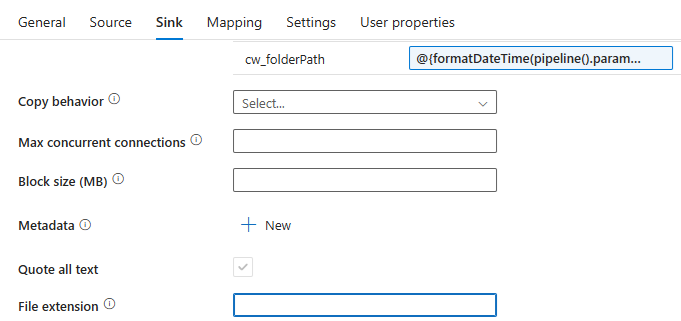 General Source Sink Mapping Settings User properties
cw_folderPath @{formatDateTime(pipeline().param...
Copy behavior Select...
Max concurrent connections
Block size (MB)
Metadata New
Quote all text
File extension